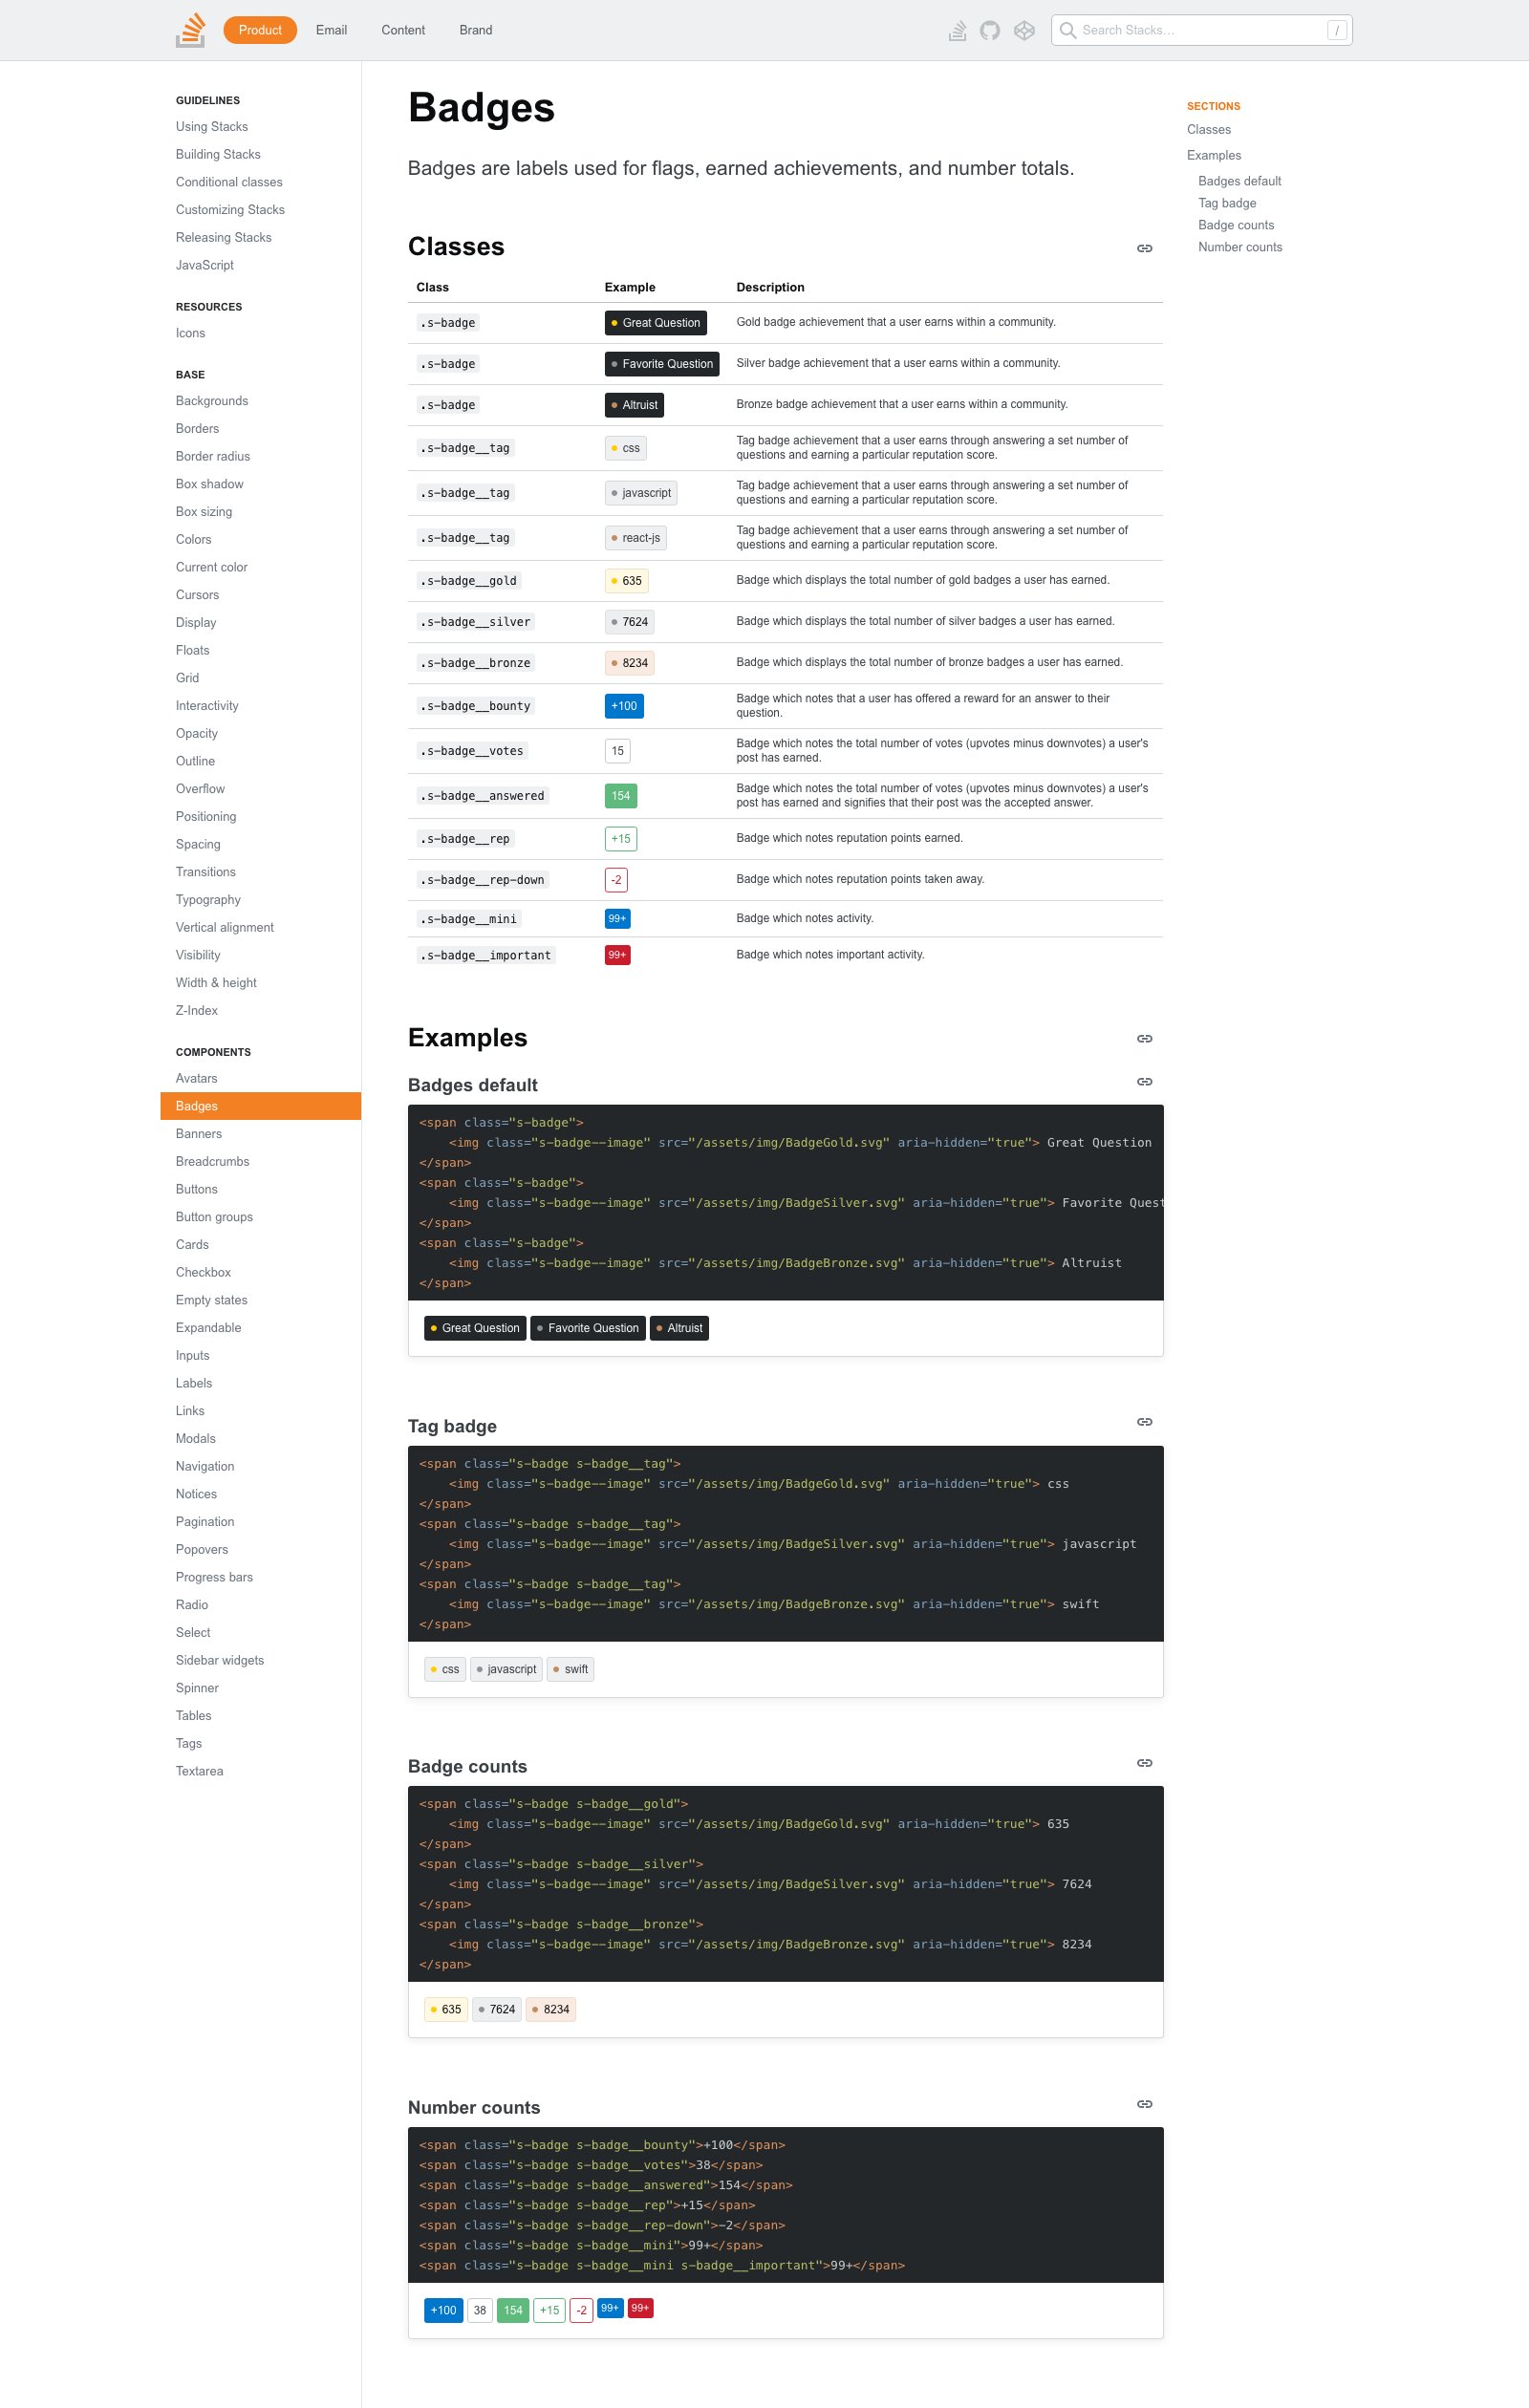 Product
Email
Content
Brand
Search Stacks…
/
GUIDELINES
Using Stacks
Building Stacks
Conditional classes
Customizing Stacks
Releasing Stacks
JavaScript
RESOURCES
Icons
BASE
Backgrounds
Borders
Border radius
Box shadow
Box sizing
Colors
Current color
Cursors
Display
Floats
Grid
Interactivity
Opacity
Outline
Overflow
Positioning
Spacing
Transitions
Typography
Vertical alignment
Visibility
Width & height
Z-Index
COMPONENTS
Avatars
Badges
Banners
Breadcrumbs
Buttons
Button groups
Cards
Checkbox
Empty states
Expandable
Inputs
Labels
Links
Modals
Navigation
Notices
Pagination
Popovers
Progress bars
Radio
Select
Sidebar widgets
Spinner
Tables
Tags
Textarea
Badges
Badges are labels used for flags, earned achievements, and number totals.
Classes
Class Example Description
.s-badge Great Question Gold badge achievement that a user earns within a community.
.s-badge Favorite Question Silver badge achievement that a user earns within a community.
.s-badge Altruist Bronze badge achievement that a user earns within a community.
.s-badge__tag css Tag badge achievement that a user earns through answering a set number of
questions and earning a particular reputation score.
.s-badge__tag javascript Tag badge achievement that a user earns through answering a set number of
questions and earning a particular reputation score.
.s-badge__tag react-js Tag badge achievement that a user earns through answering a set number of
questions and earning a particular reputation score.
.s-badge__gold 635 Badge which displays the total number of gold badges a user has earned.
.s-badge__silver 7624 Badge which displays the total number of silver badges a user has earned.
.s-badge__bronze 8234 Badge which displays the total number of bronze badges a user has earned.
.s-badge__bounty +100 Badge which notes that a user has offered a reward for an answer to their
question.
.s-badge__votes 15 Badge which notes the total number of votes (upvotes minus downvotes) a user's
post has earned.
.s-badge__answered 154 Badge which notes the total number of votes (upvotes minus downvotes) a user's
post has earned and signifies that their post was the accepted answer.
.s-badge__rep +15 Badge which notes reputation points earned.
.s-badge__rep-down -2 Badge which notes reputation points taken away.
.s-badge__mini 99+ Badge which notes activity.
.s-badge__important 99+ Badge which notes important activity.
Examples
Badges default
<span class="s-badge">
    <img class="s-badge--image" src="/assets/img/BadgeGold.svg" aria-hidden="true"> Great Question
</span>
<span class="s-badge">
    <img class="s-badge--image" src="/assets/img/BadgeSilver.svg" aria-hidden="true"> Favorite Quest
</span>
<span class="s-badge">
    <img class="s-badge--image" src="/assets/img/BadgeBronze.svg" aria-hidden="true"> Altruist
</span>
Great Question Favorite Question Altruist
Tag badge
<span class="s-badge s-badge__tag">
    <img class="s-badge--image" src="/assets/img/BadgeGold.svg" aria-hidden="true"> css
</span>
<span class="s-badge s-badge__tag">
    <img class="s-badge--image" src="/assets/img/BadgeSilver.svg" aria-hidden="true"> javascript
</span>
<span class="s-badge s-badge__tag">
    <img class="s-badge--image" src="/assets/img/BadgeBronze.svg" aria-hidden="true"> swift
</span>
css javascript swift
Badge counts
<span class="s-badge s-badge__gold">
    <img class="s-badge--image" src="/assets/img/BadgeGold.svg" aria-hidden="true"> 635
</span>
<span class="s-badge s-badge__silver">
    <img class="s-badge--image" src="/assets/img/BadgeSilver.svg" aria-hidden="true"> 7624
</span>
<span class="s-badge s-badge__bronze">
    <img class="s-badge--image" src="/assets/img/BadgeBronze.svg" aria-hidden="true"> 8234
</span>
635 7624 8234
Number counts
<span class="s-badge s-badge__bounty">+100</span>
<span class="s-badge s-badge__votes">38</span>
<span class="s-badge s-badge__answered">154</span>
<span class="s-badge s-badge__rep">+15</span>
<span class="s-badge s-badge__rep-down">-2</span>
<span class="s-badge s-badge__mini">99+</span>
<span class="s-badge s-badge__mini s-badge__important">99+</span>
+100 38 154 +15 -2 99+ 99+
SECTIONS
Classes
Examples
Badges default
Tag badge
Badge counts
Number counts